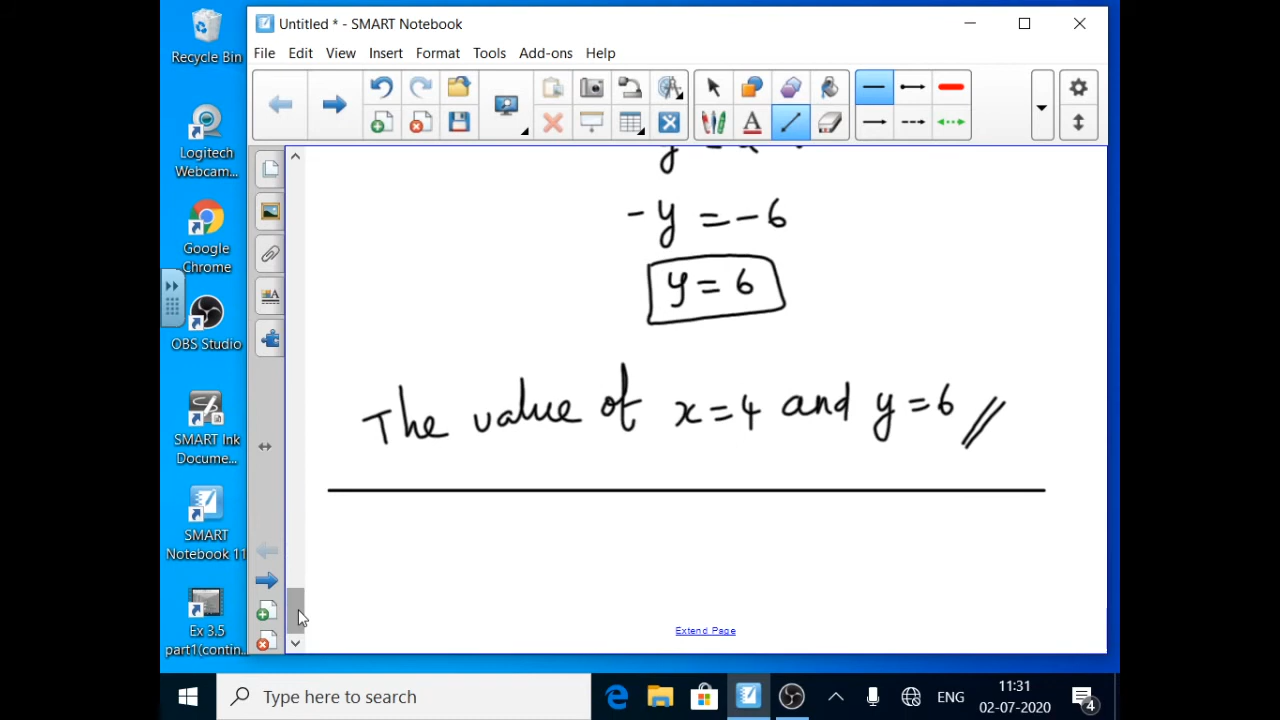 Recycle Bin
Logitech
Webcam...
Google
Chrome
OBS Studio
SMART Ink
Docume...
SMART
Notebook 11
Ex 3.5
part1(contin...
Untitled * - SMART Notebook
File Edit View Insert Format Tools Add-ons Help
-y = -6
y = 6
The value of x=4 and y=6 //
Extend Page
Type here to search
ENG
11:31
02-07-2020
4